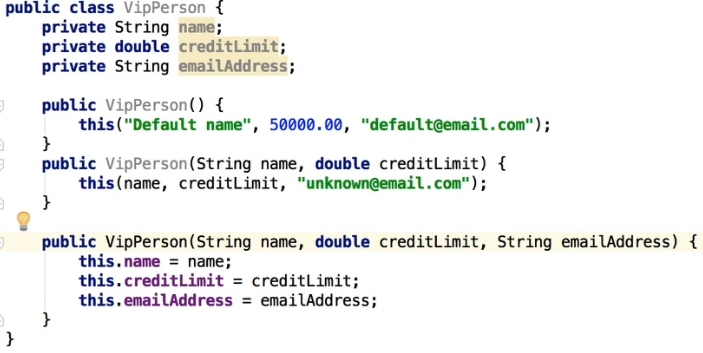 public class VipPerson {
    private String name;
    private double creditLimit;
    private String emailAddress;

    public VipPerson() {
        this("Default name", 50000.00, "default@email.com");
    }
    public VipPerson(String name, double creditLimit) {
        this(name, creditLimit, "unknown@email.com");
    }

    public VipPerson(String name, double creditLimit, String emailAddress) {
        this.name = name;
        this.creditLimit = creditLimit;
        this.emailAddress = emailAddress;
    }
}